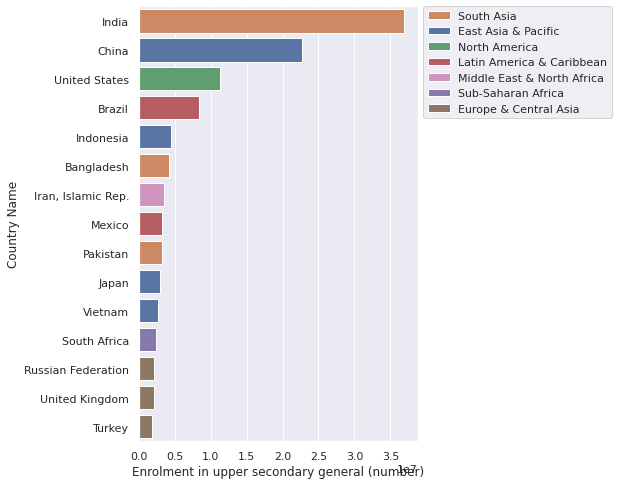 India
China
United States
Brazil
Indonesia
Bangladesh
Iran, Islamic Rep.
Mexico
Pakistan
Japan
Vietnam
South Africa
Russian Federation
United Kingdom
Turkey
Country Name
0.0 0.5 1.0 1.5 2.0 2.5 3.0 3.5
1e7
Enrolment in upper secondary general (number)
South Asia
East Asia & Pacific
North America
Latin America & Caribbean
Middle East & North Africa
Sub-Saharan Africa
Europe & Central Asia